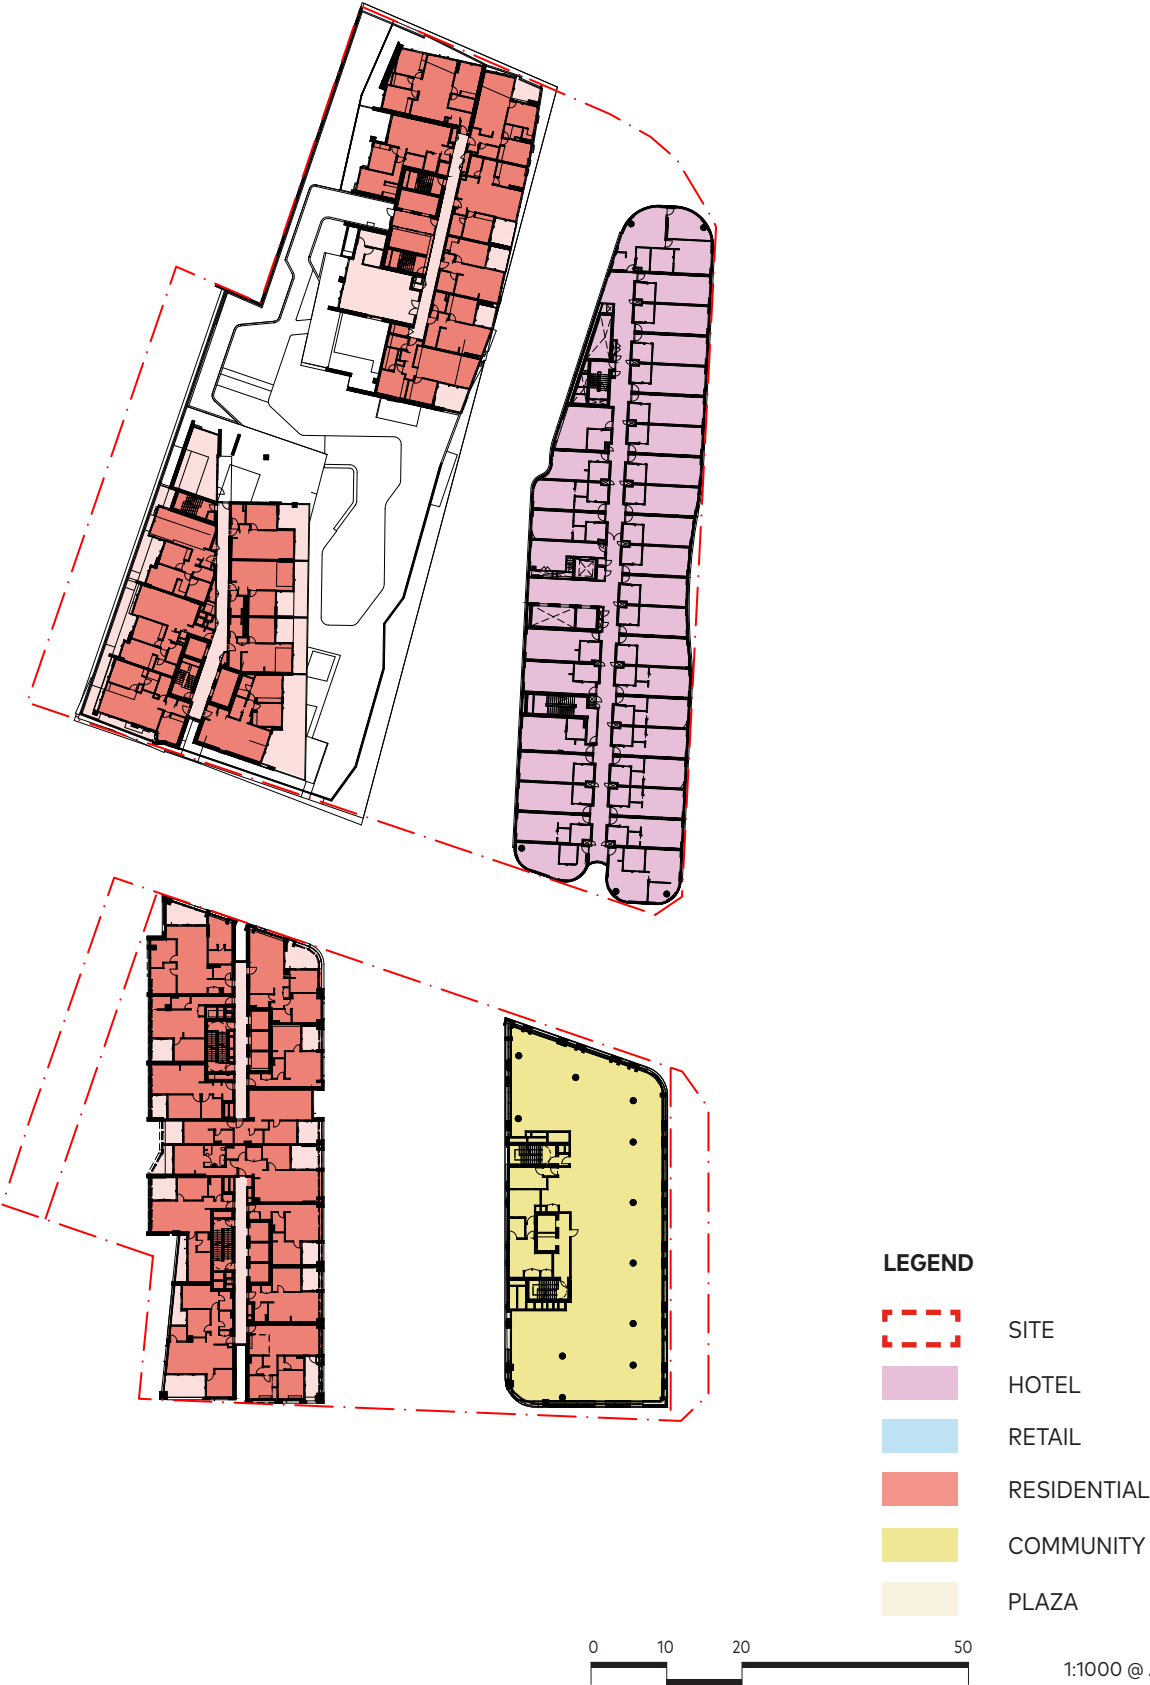 LEGEND
SITE
HOTEL
RETAIL
RESIDENTIAL
COMMUNITY
PLAZA
0 10 20 50
1:1000 @